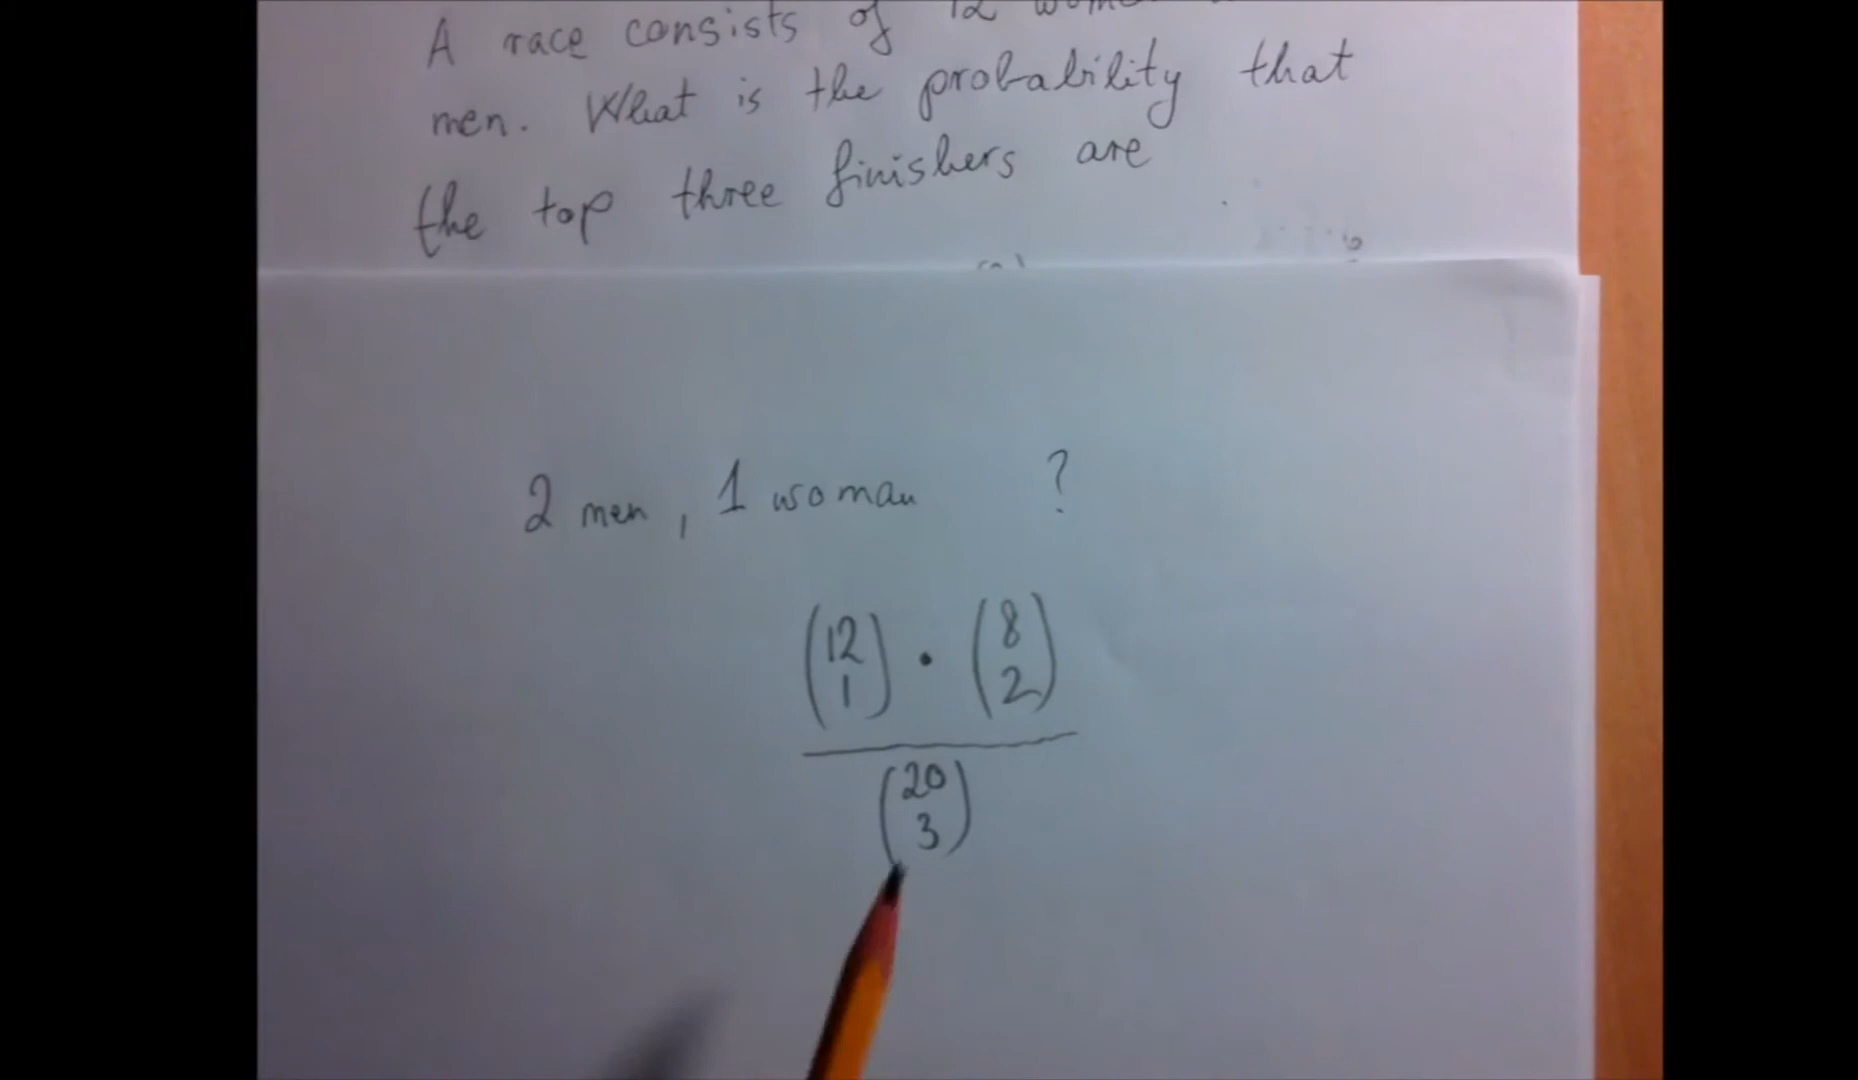 A race consists of 12
men. What is the probability that
the top three finishers are
2 men, 1 woman ?
(12 1) · (8 2)
(20 3)